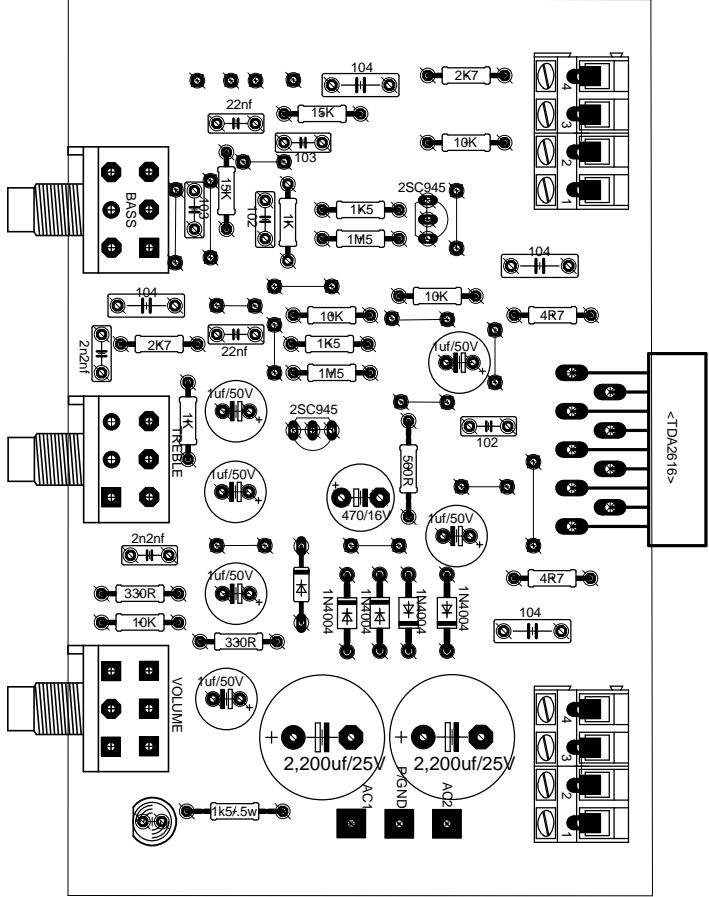 104
2K7
22nf
15K
4
3
2
1
10K
103
BASS
15K
103
102
1K
2SC945
1K5
1M5
104
104
10K
10K
4R7
2n2nf
2K7
22nf
1K5
1uf/50V
+
1M5
1uf/50V
+
1K
TREBLE
2SC945
102
<TDA2616>
1uf/50V
+
560R
+
470/16V
1uf/50V
+
2n2nf
1uf/50V
+
330R
10K
330R
1N4004
1N4004
1N4004
1N4004
4R7
104
VOLUME
1uf/50V
+
+
2,200uf/25V
+
2,200uf/25V
4
3
2
1
1k5/.5w
AC1
P/GND
AC2